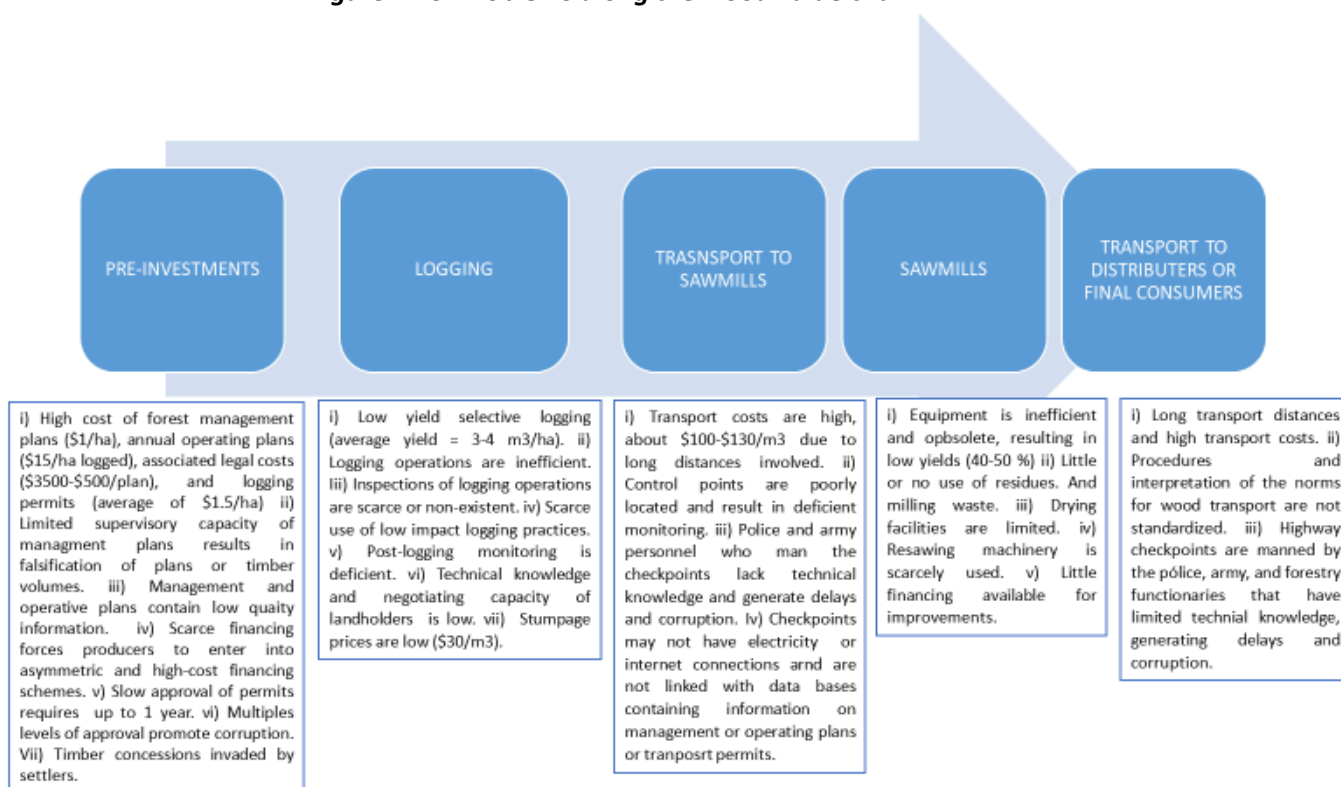 PRE-INVESTMENTS
LOGGING
TRASNSPORT TO
SAWMILLS
SAWMILLS
TRANSPORT TO
DISTRIBUTERS OR
FINAL CONSUMERS
i) High cost of forest management
plans ($1/ha), annual operating plans
($15/ha logged), associated legal costs
($3500-$500/plan), and logging
permits (average of $1.5/ha) ii)
Limited supervisory capacity of
managment plans results in
falsification of plans or timber
volumes. iii) Management and
operative plans contain low quaity
information. iv) Scarce financing
forces producers to enter into
asymmetric and high-cost financing
schemes. v) Slow approval of permits
requires up to 1 year. vi) Multiples
levels of approval promote corruption.
Vii) Timber concessions invaded by
settlers.
i) Low yield selective logging
(average yield = 3-4 m3/ha). ii)
Logging operations are inefficient.
Iii) Inspections of logging operations
are scarce or non-existent. iv) Scarce
use of low impact logging practices.
v) Post-logging monitoring is
deficient. vi) Technical knowledge
and negotiating capacity of
landholders is low. vii) Stumpage
prices are low ($30/m3).
i) Transport costs are high,
about $100-$130/m3 due to
long distances involved. ii)
Control points are poorly
located and result in deficient
monitoring. iii) Police and army
personnel who man the
checkpoints lack technical
knowledge and generate delays
and corruption. Iv) Checkpoints
may not have electricity or
internet connections arnd are
not linked with data bases
containing information on
management or operating plans
or tranposrt permits.
i) Equipment is inefficient
and opbsolete, resulting in
low yields (40-50 %) ii) Little
or no use of residues. And
milling waste. iii) Drying
facilities are limited. iv)
Resawing machinery is
scarcely used. v) Little
financing available for
improvements.
i) Long transport distances
and high transport costs. ii)
Procedures and
interpretation of the norms
for wood transport are not
standardized. iii) Highway
checkpoints are manned by
the pólice, army, and forestry
functionaries that have
limited technial knowledge,
generating delays and
corruption.